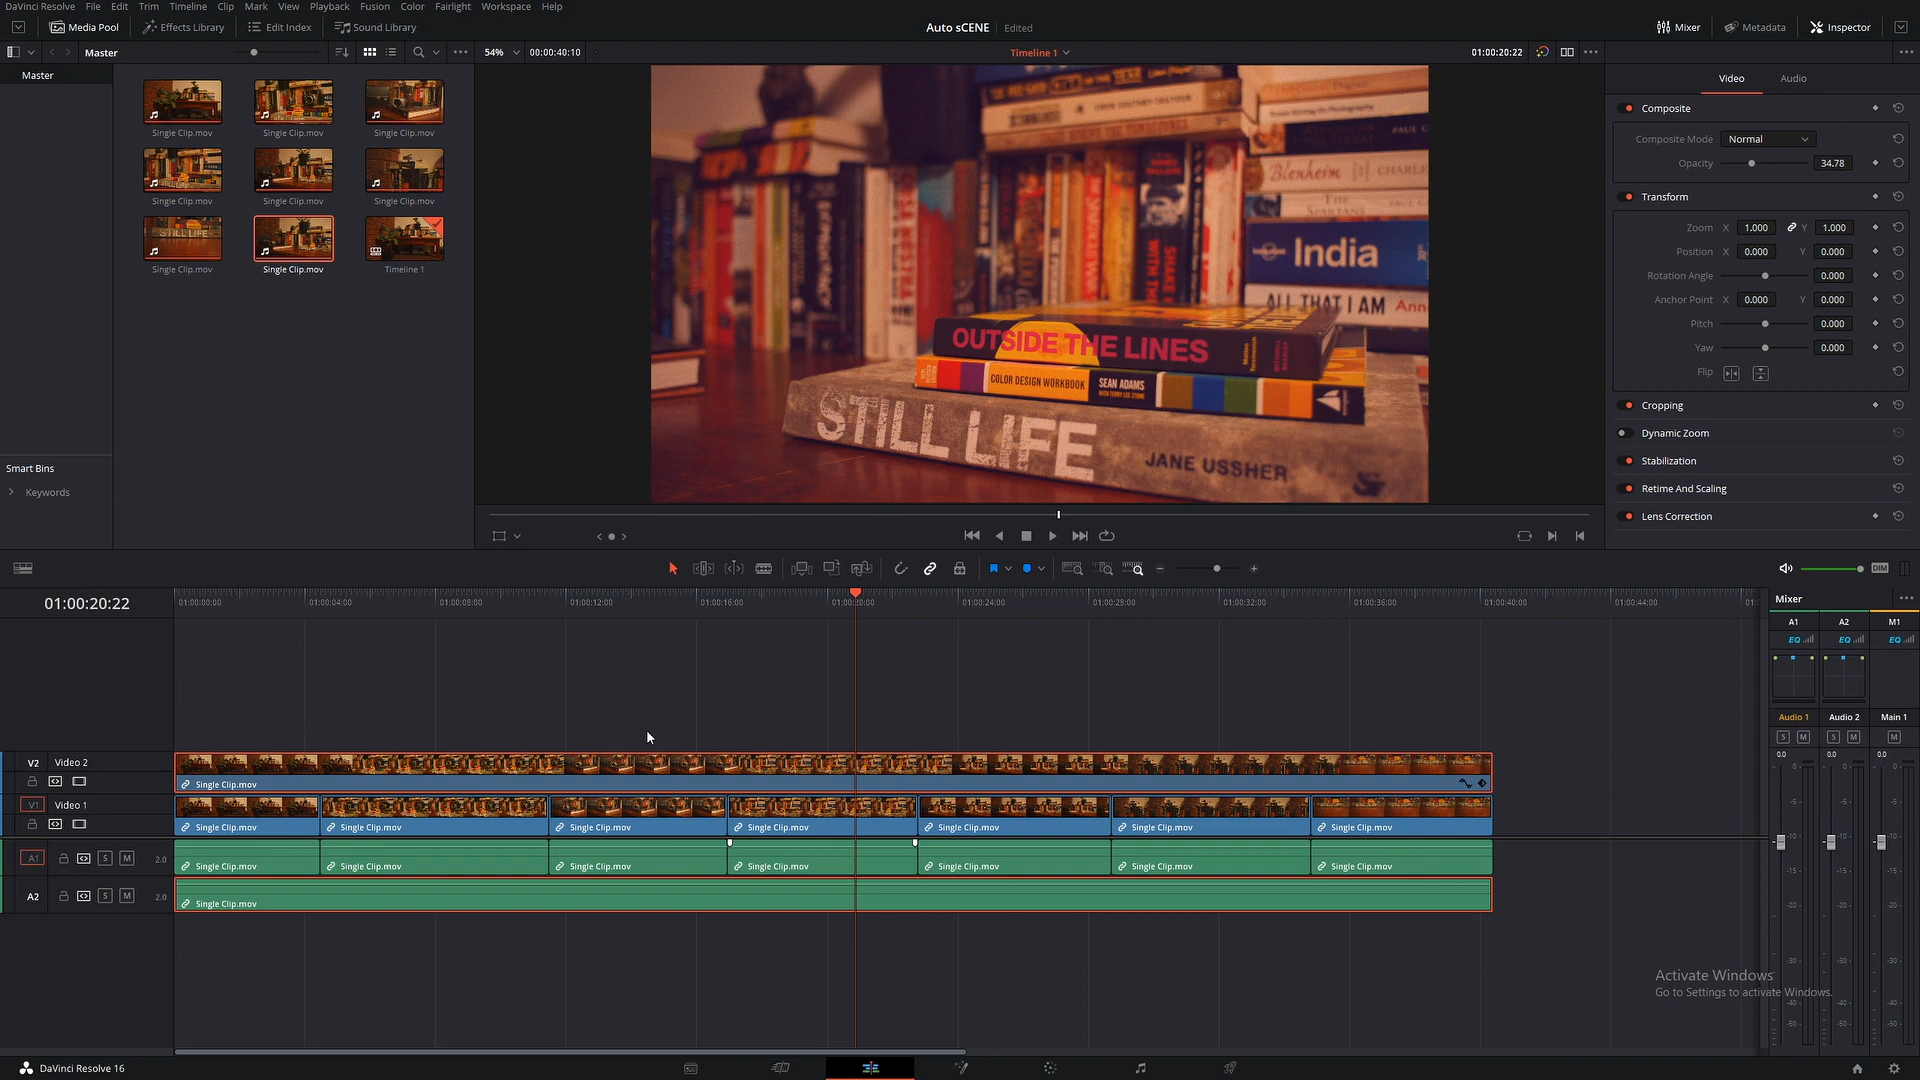 DaVinci Resolve File Edit Trim Timeline Clip Mark View Playback Fusion Color Fairlight Workspace Help
Media Pool Effects Library Edit Index Sound Library
Auto sCENE Edited
Mixer Metadata Inspector
Master
54% 00:00:40:10
Timeline 1
01:00:20:22
Master
Smart Bins
Keywords
Single Clip.mov Single Clip.mov Single Clip.mov
Single Clip.mov Single Clip.mov Single Clip.mov
Single Clip.mov Single Clip.mov Timeline 1
Blenheim CHARLE
THE SPARTANS PAUL C
India
ALL THAT I AM Ann
OUTSIDE THE LINES
COLOR DESIGN WORKBOOK SEAN ADAMS
STILL LIFE JANE USSHER
Video Audio
Composite
Composite Mode Normal
Opacity 34.78
Transform
Zoom X 1.000 Y 1.000
Position X 0.000 Y 0.000
Rotation Angle 0.000
Anchor Point X 0.000 Y 0.000
Pitch 0.000
Yaw 0.000
Flip
Cropping
Dynamic Zoom
Stabilization
Retime And Scaling
Lens Correction
DIM
01:00:20:22
01:00:00:00 01:00:04:00 01:00:08:00 01:00:12:00 01:00:16:00 01:00:20:00 01:00:24:00 01:00:28:00 01:00:32:00 01:00:36:00 01:00:40:00 01:00:44:00
V2 Video 2
Single Clip.mov
V1 Video 1
Single Clip.mov Single Clip.mov Single Clip.mov Single Clip.mov Single Clip.mov Single Clip.mov Single Clip.mov
A1 S M 2.0
Single Clip.mov Single Clip.mov Single Clip.mov Single Clip.mov Single Clip.mov Single Clip.mov Single Clip.mov
A2 S M 2.0
Single Clip.mov
Mixer
A1 A2 M1
EQ EQ EQ
Audio 1 Audio 2 Main 1
S M S M M
0.0 0.0 0.0
Activate Windows
Go to Settings to activate Windows.
DaVinci Resolve 16